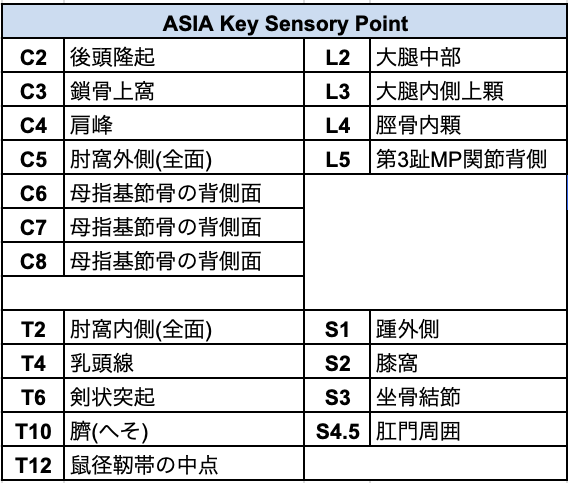 ASIA Key Sensory Point
C2 後頭隆起 L2 大腿中部
C3 鎖骨上窩 L3 大腿内側上顆
C4 肩峰 L4 脛骨内顆
C5 肘窩外側(全面) L5 第3趾MP関節背側
C6 母指基節骨の背側面
C7 母指基節骨の背側面
C8 母指基節骨の背側面
T2 肘窩内側(全面) S1 踵外側
T4 乳頭線 S2 膝窩
T6 剣状突起 S3 坐骨結節
T10 臍(へそ) S4.5 肛門周囲
T12 鼠径靭帯の中点